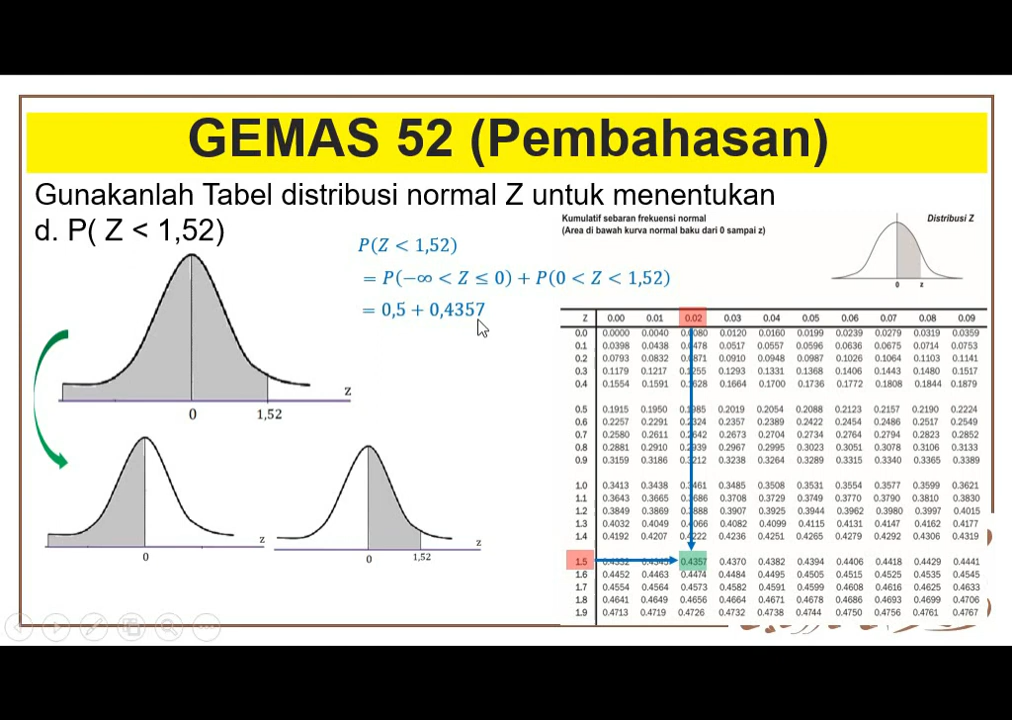 GEMAS 52 (Pembahasan)
Gunakanlah Tabel distribusi normal Z untuk menentukan
d. P( Z < 1,52)
P(Z < 1,52)
= P(−∞ < Z ≤ 0) + P(0 < Z < 1,52)
= 0,5 + 0,4357
Z
0
1,52
Z
0
Z
0
1,52
Kumulatif sebaran frekuensi normal
(Area di bawah kurva normal baku dari 0 sampai z)
Distribusi Z
0 z
Z 0.00 0.01 0.02 0.03 0.04 0.05 0.06 0.07 0.08 0.09
0.0 0.0000 0.0040 0.0080 0.0120 0.0160 0.0199 0.0239 0.0279 0.0319 0.0359
0.1 0.0398 0.0438 0.0478 0.0517 0.0557 0.0596 0.0636 0.0675 0.0714 0.0753
0.2 0.0793 0.0832 0.0871 0.0910 0.0948 0.0987 0.1026 0.1064 0.1103 0.1141
0.3 0.1179 0.1217 0.1255 0.1293 0.1331 0.1368 0.1406 0.1443 0.1480 0.1517
0.4 0.1554 0.1591 0.1628 0.1664 0.1700 0.1736 0.1772 0.1808 0.1844 0.1879
0.5 0.1915 0.1950 0.1985 0.2019 0.2054 0.2088 0.2123 0.2157 0.2190 0.2224
0.6 0.2257 0.2291 0.2324 0.2357 0.2389 0.2422 0.2454 0.2486 0.2517 0.2549
0.7 0.2580 0.2611 0.2642 0.2673 0.2704 0.2734 0.2764 0.2794 0.2823 0.2852
0.8 0.2881 0.2910 0.2939 0.2967 0.2995 0.3023 0.3051 0.3078 0.3106 0.3133
0.9 0.3159 0.3186 0.3212 0.3238 0.3264 0.3289 0.3315 0.3340 0.3365 0.3389
1.0 0.3413 0.3438 0.3461 0.3485 0.3508 0.3531 0.3554 0.3577 0.3599 0.3621
1.1 0.3643 0.3665 0.3686 0.3708 0.3729 0.3749 0.3770 0.3790 0.3810 0.3830
1.2 0.3849 0.3869 0.3888 0.3907 0.3925 0.3944 0.3962 0.3980 0.3997 0.4015
1.3 0.4032 0.4049 0.4066 0.4082 0.4099 0.4115 0.4131 0.4147 0.4162 0.4177
1.4 0.4192 0.4207 0.4222 0.4236 0.4251 0.4265 0.4279 0.4292 0.4306 0.4319
1.5 0.4332 0.4345 0.4357 0.4370 0.4382 0.4394 0.4406 0.4418 0.4429 0.4441
1.6 0.4452 0.4463 0.4474 0.4484 0.4495 0.4505 0.4515 0.4525 0.4535 0.4545
1.7 0.4554 0.4564 0.4573 0.4582 0.4591 0.4599 0.4608 0.4616 0.4625 0.4633
1.8 0.4641 0.4649 0.4656 0.4664 0.4671 0.4678 0.4686 0.4693 0.4699 0.4706
1.9 0.4713 0.4719 0.4726 0.4732 0.4738 0.4744 0.4750 0.4756 0.4761 0.4767